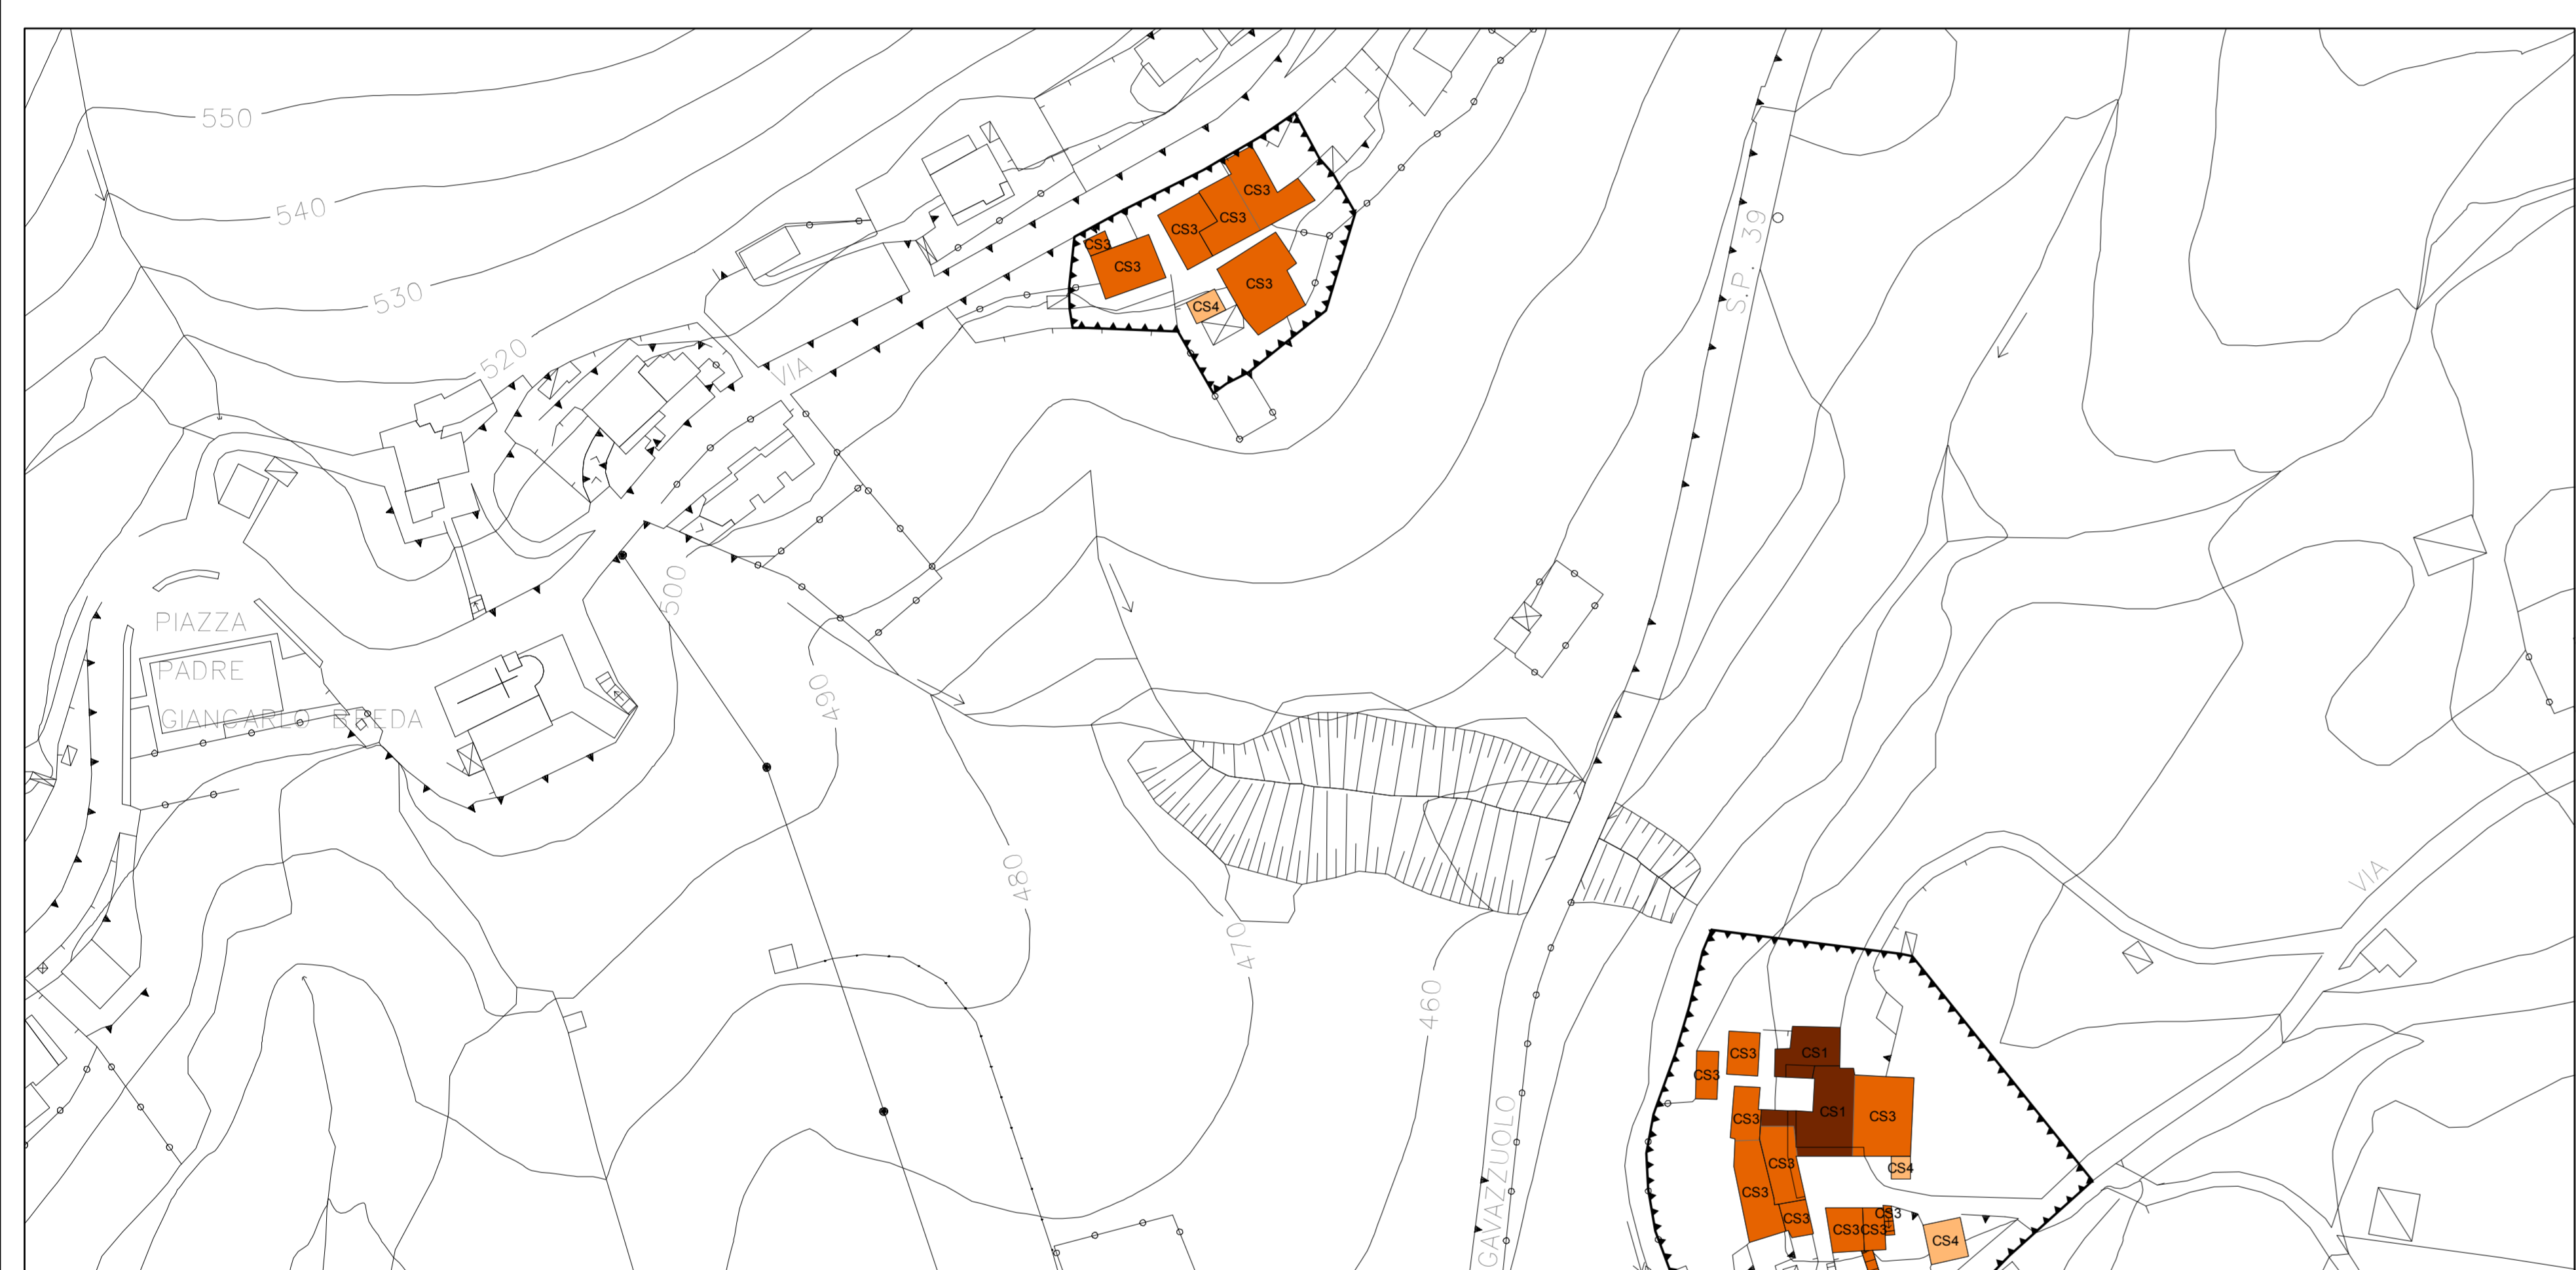 550
540
530
520
VIA
CS3
CS3
CS3
CS3
CS3
CS3
CS4
S.P. 39
500
490
480
470
460
PIAZZA
PADRE
GIANCARLO BREDA
VIA
GAVAZZUOLO
CS3
CS3
CS1
CS3
CS1
CS3
CS3
CS4
CS3
CS3
CS3
CS3
CS3
CS4